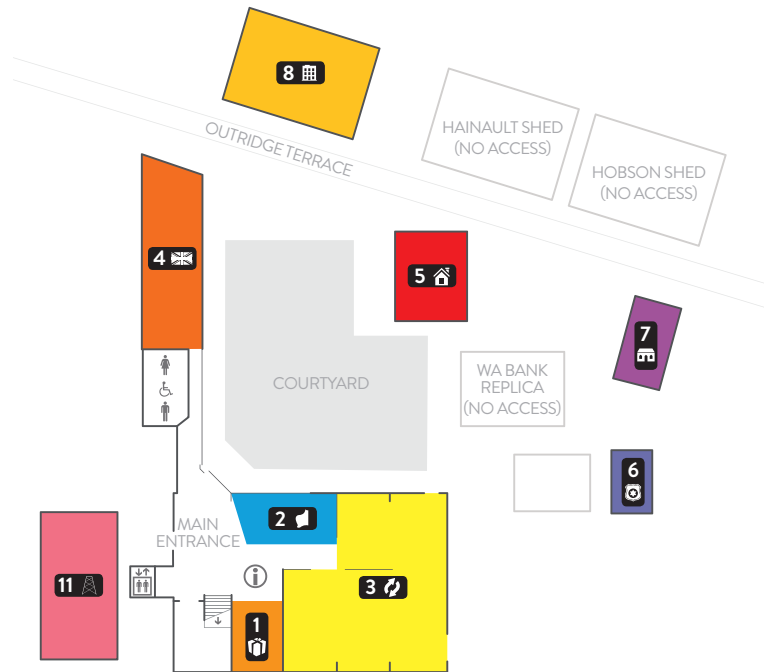 8
OUTRIDGE TERRACE
HAINAULT SHED
(NO ACCESS)
HOBSON SHED
(NO ACCESS)
4
5
7
COURTYARD
WA BANK
REPLICA
(NO ACCESS)
6
2
MAIN
ENTRANCE
i
11
3
1